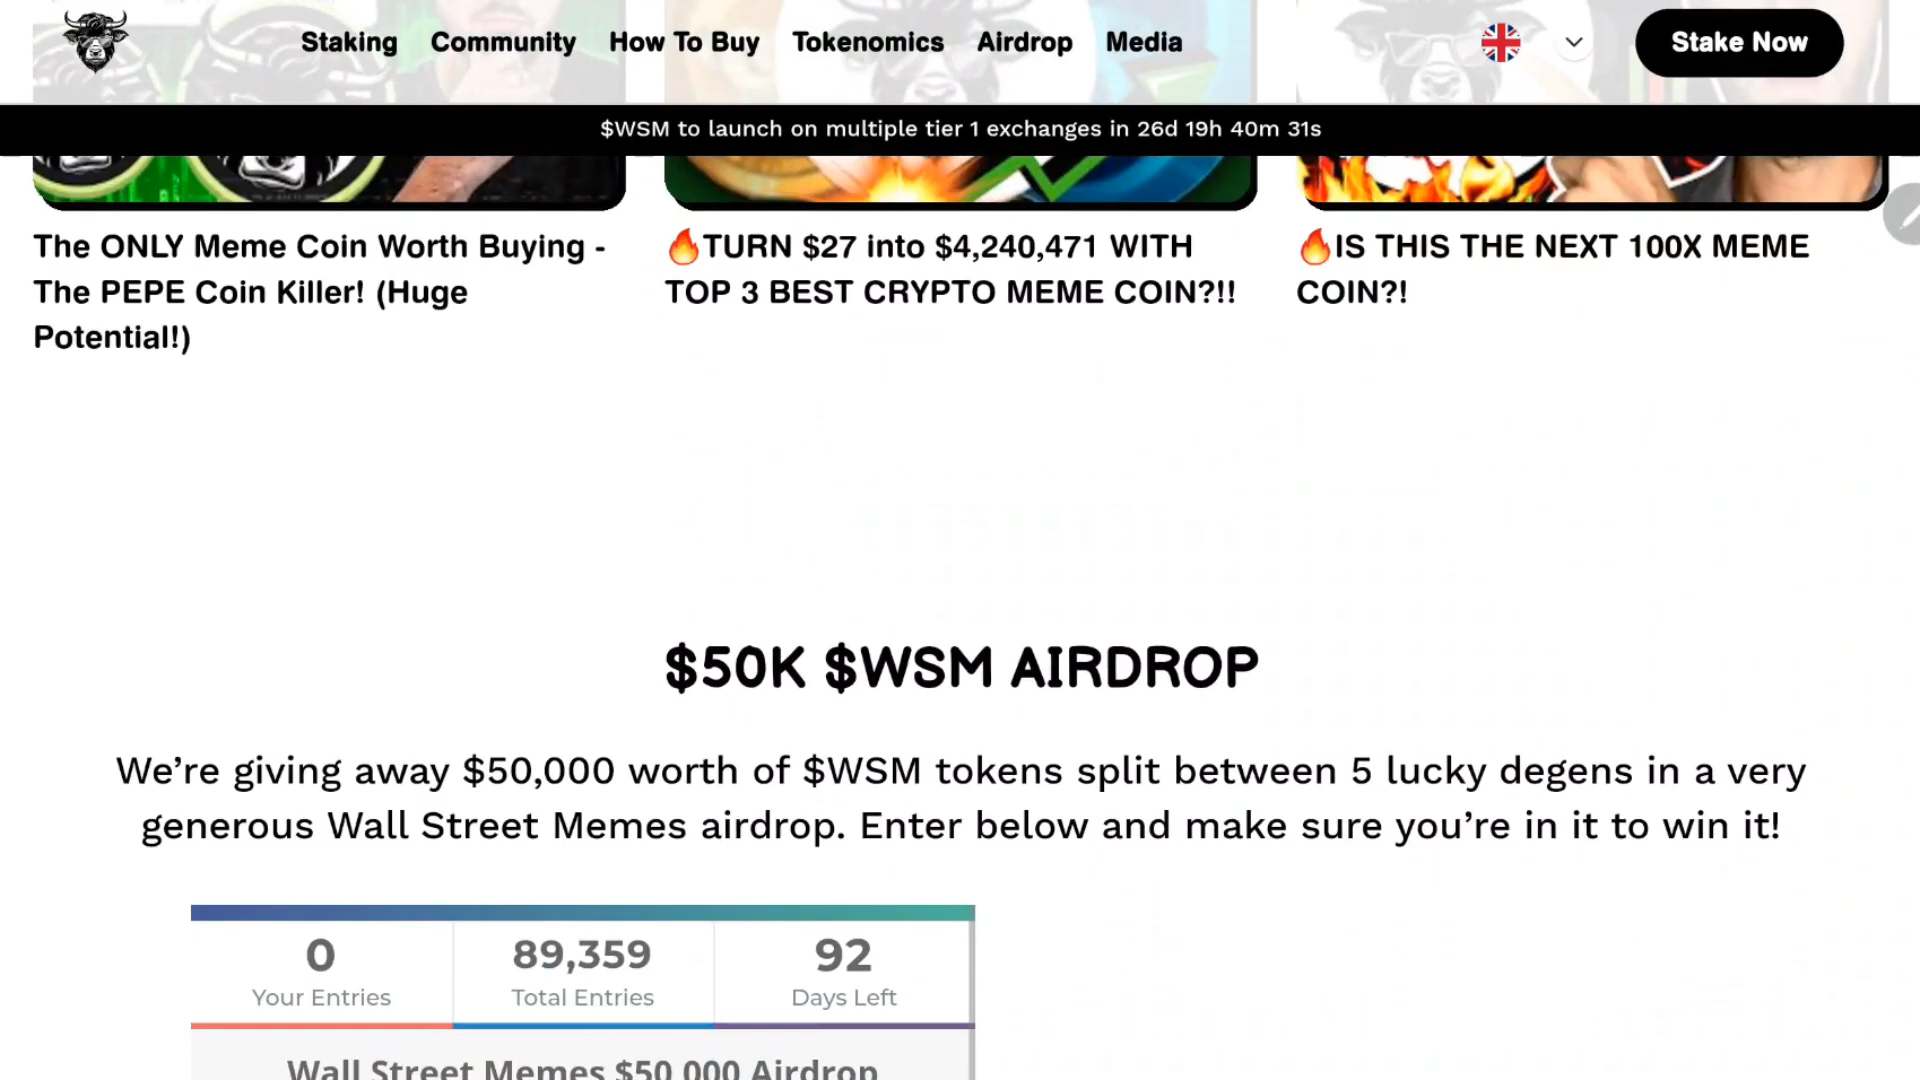 Staking Community How To Buy Tokenomics Airdrop Media Stake Now
$WSM to launch on multiple tier 1 exchanges in 26d 19h 40m 31s
The ONLY Meme Coin Worth Buying -
The PEPE Coin Killer! (Huge
Potential!)
🔥TURN $27 into $4,240,471 WITH
TOP 3 BEST CRYPTO MEME COIN?!!
🔥IS THIS THE NEXT 100X MEME
COIN?!
$50K $WSM AIRDROP
We’re giving away $50,000 worth of $WSM tokens split between 5 lucky degens in a very
generous Wall Street Memes airdrop. Enter below and make sure you’re in it to win it!
0 89,359 92
Your Entries Total Entries Days Left
Wall Street Memes $50,000 Airdrop